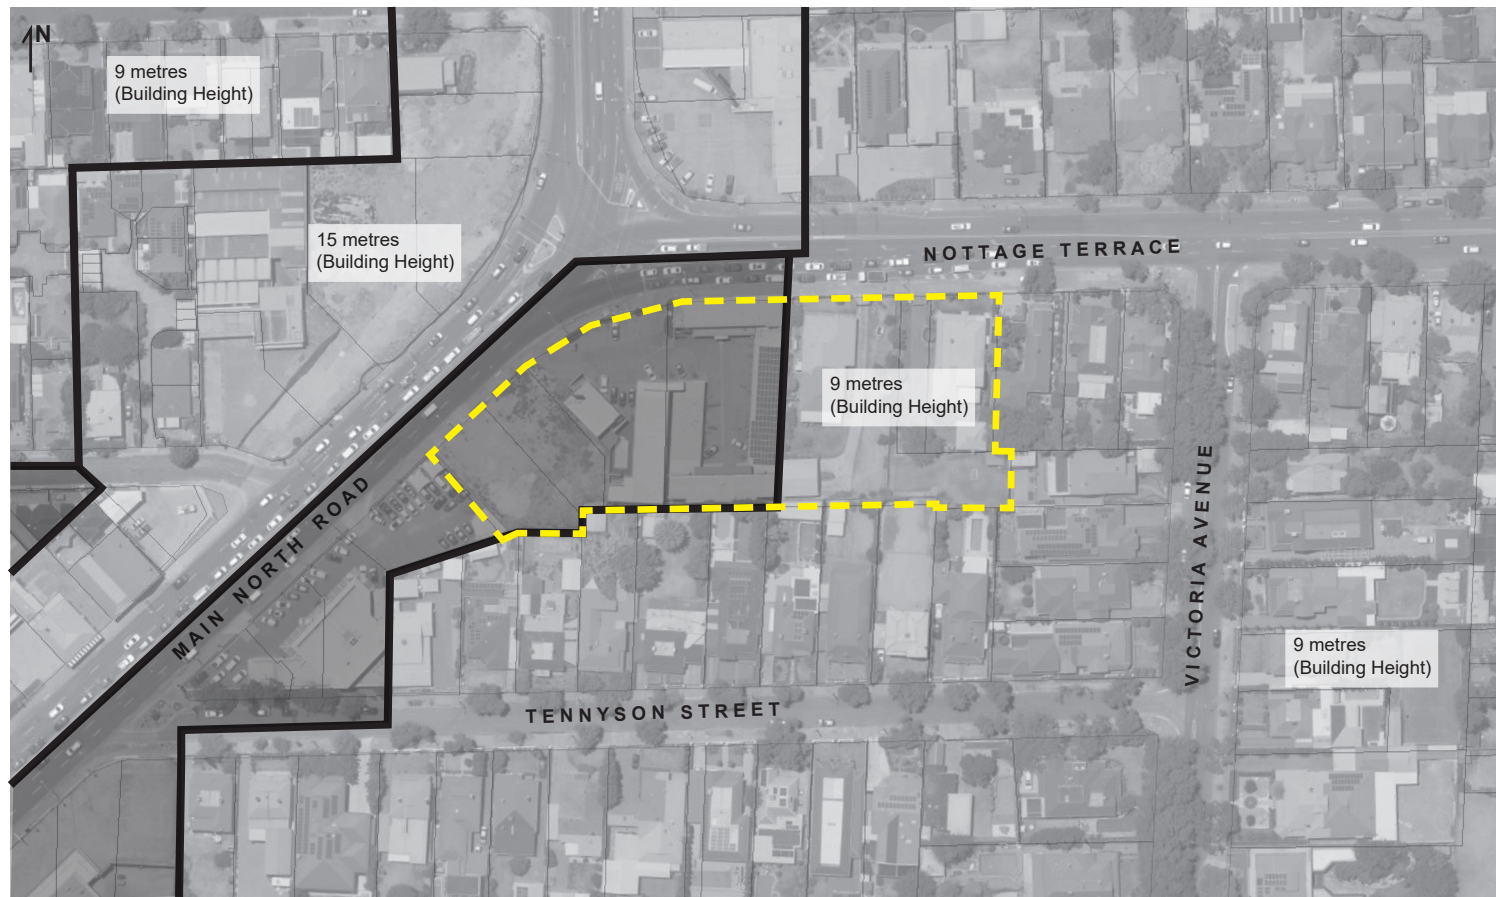 N
9 metres
(Building Height)
15 metres
(Building Height)
NOTTAGE TERRACE
9 metres
(Building Height)
MAIN NORTH ROAD
VICTORIA AVENUE
9 metres
(Building Height)
TENNYSON STREET